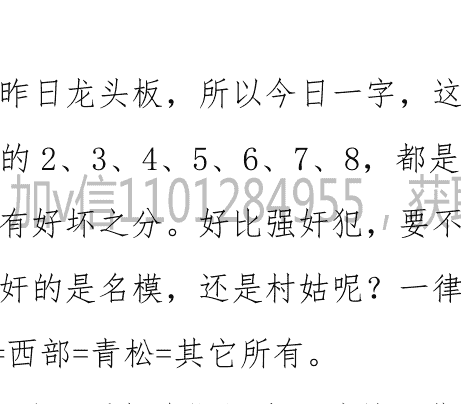 昨日龙头板，所以今日一字，这
的 2、3、4、5、6、7、8，都是
加v信1101284955，获取
有好坏之分。好比强奸犯，要不
奸的是名模，还是村姑呢？一律
=西部=青松=其它所有。